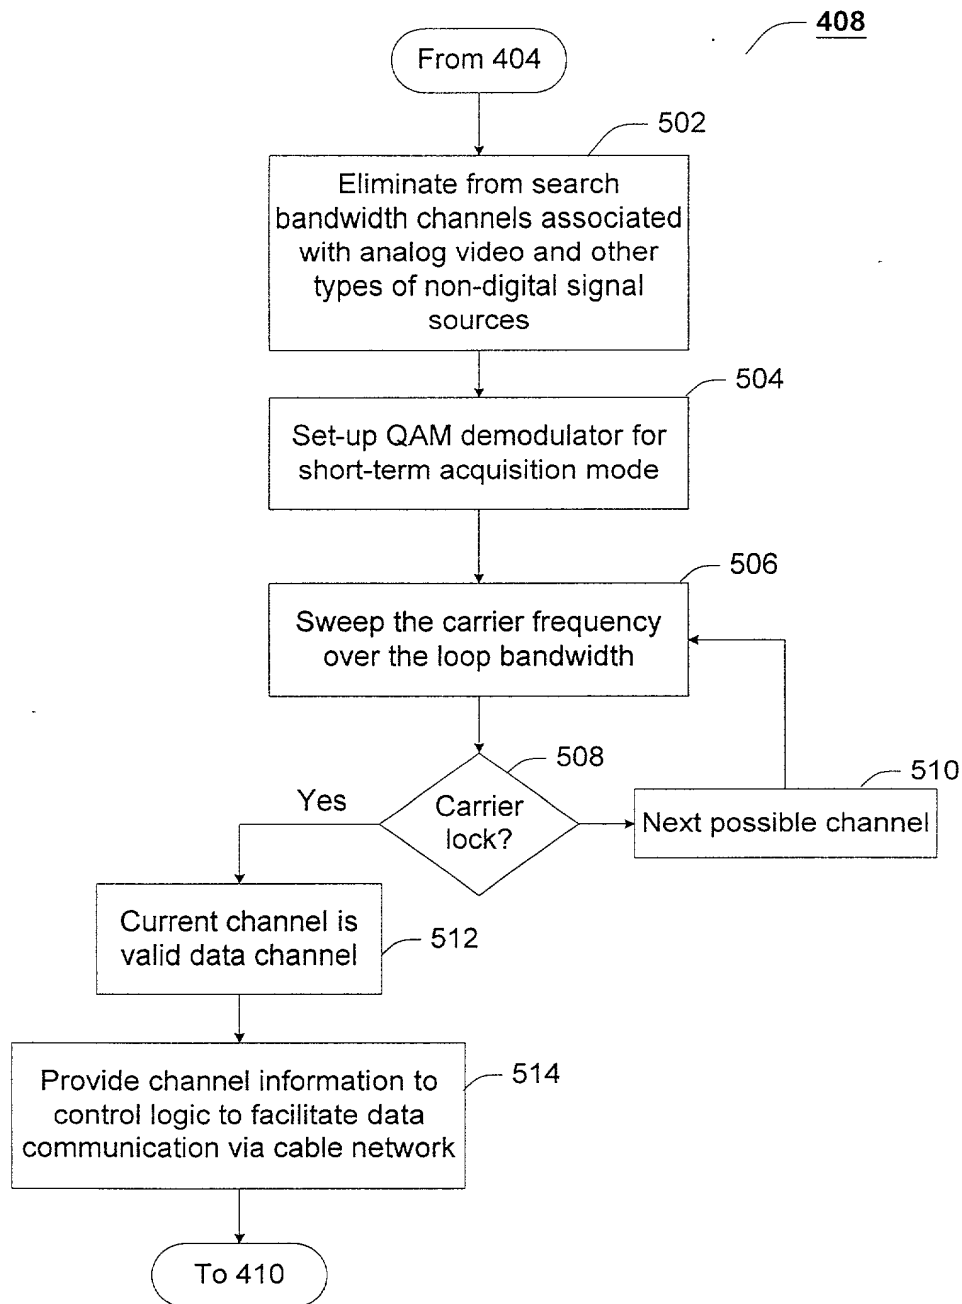 408
From 404
502
Eliminate from search
bandwidth channels associated
with analog video and other
types of non-digital signal
sources
504
Set-up QAM demodulator for
short-term acquisition mode
506
Sweep the carrier frequency
over the loop bandwidth
508
Carrier
lock?
Yes
510
Next possible channel
Current channel is
valid data channel
512
Provide channel information to
control logic to facilitate data
communication via cable network
514
To 410